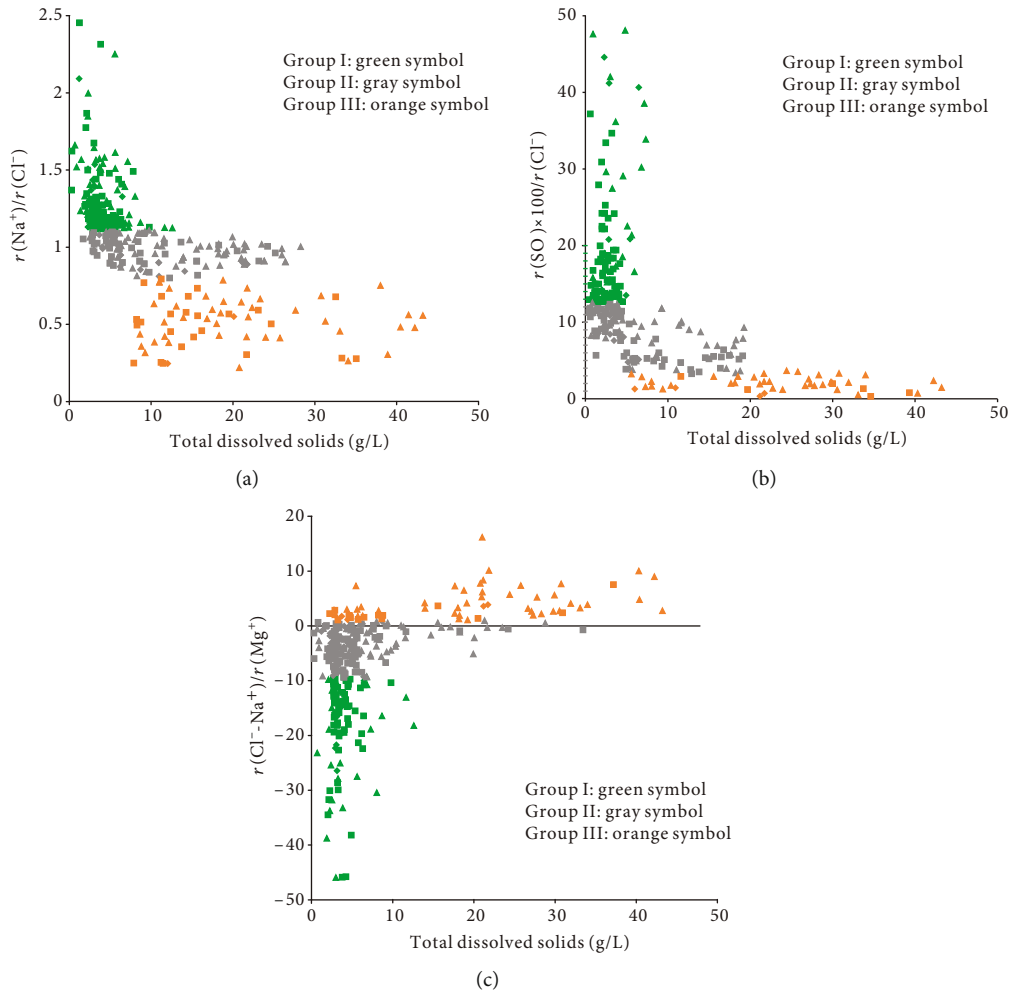 2.5
2
1.5
1
0.5
0
r (Na⁺)/r (Cl⁻)
0 10 20 30 40 50
Total dissolved solids (g/L)
Group I: green symbol
Group II: gray symbol
Group III: orange symbol
(a)
50
40
30
20
10
0
r (SO )×100/r (Cl⁻)
0 10 20 30 40 50
Total dissolved solids (g/L)
Group I: green symbol
Group II: gray symbol
Group III: orange symbol
(b)
20
10
0
−10
−20
−30
−40
−50
r (Cl⁻-Na⁺)/r (Mg⁺)
0 10 20 30 40 50
Total dissolved solids (g/L)
Group I: green symbol
Group II: gray symbol
Group III: orange symbol
(c)